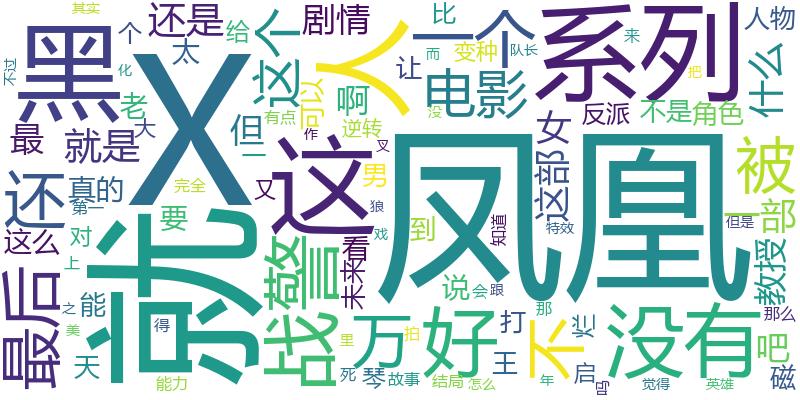 其实
还是
剧情
比
一个
系列
人物
不过
个
太
给
变种
队长
而
让
来
化
黑
X
这个
人
可以
啊
电影
没
把
什么
老
有点
反派
不是
角色
最
就是
大
但
逆转
作
叉
女
被
还
真的
一
又
这
男
狼
凤凰
这部
一部
第一
完全
要
戏
到
知道
特效
但是
这么
对
就
警
看
教授
上
未来
最后
能
战
说
会
跟
那么
之
得
万
好
打
那
不
烂
没有
吧
美
里
拍
天
能力
死
琴
故事
结局
怎么
王
年
启
吗
觉得
英雄
磁